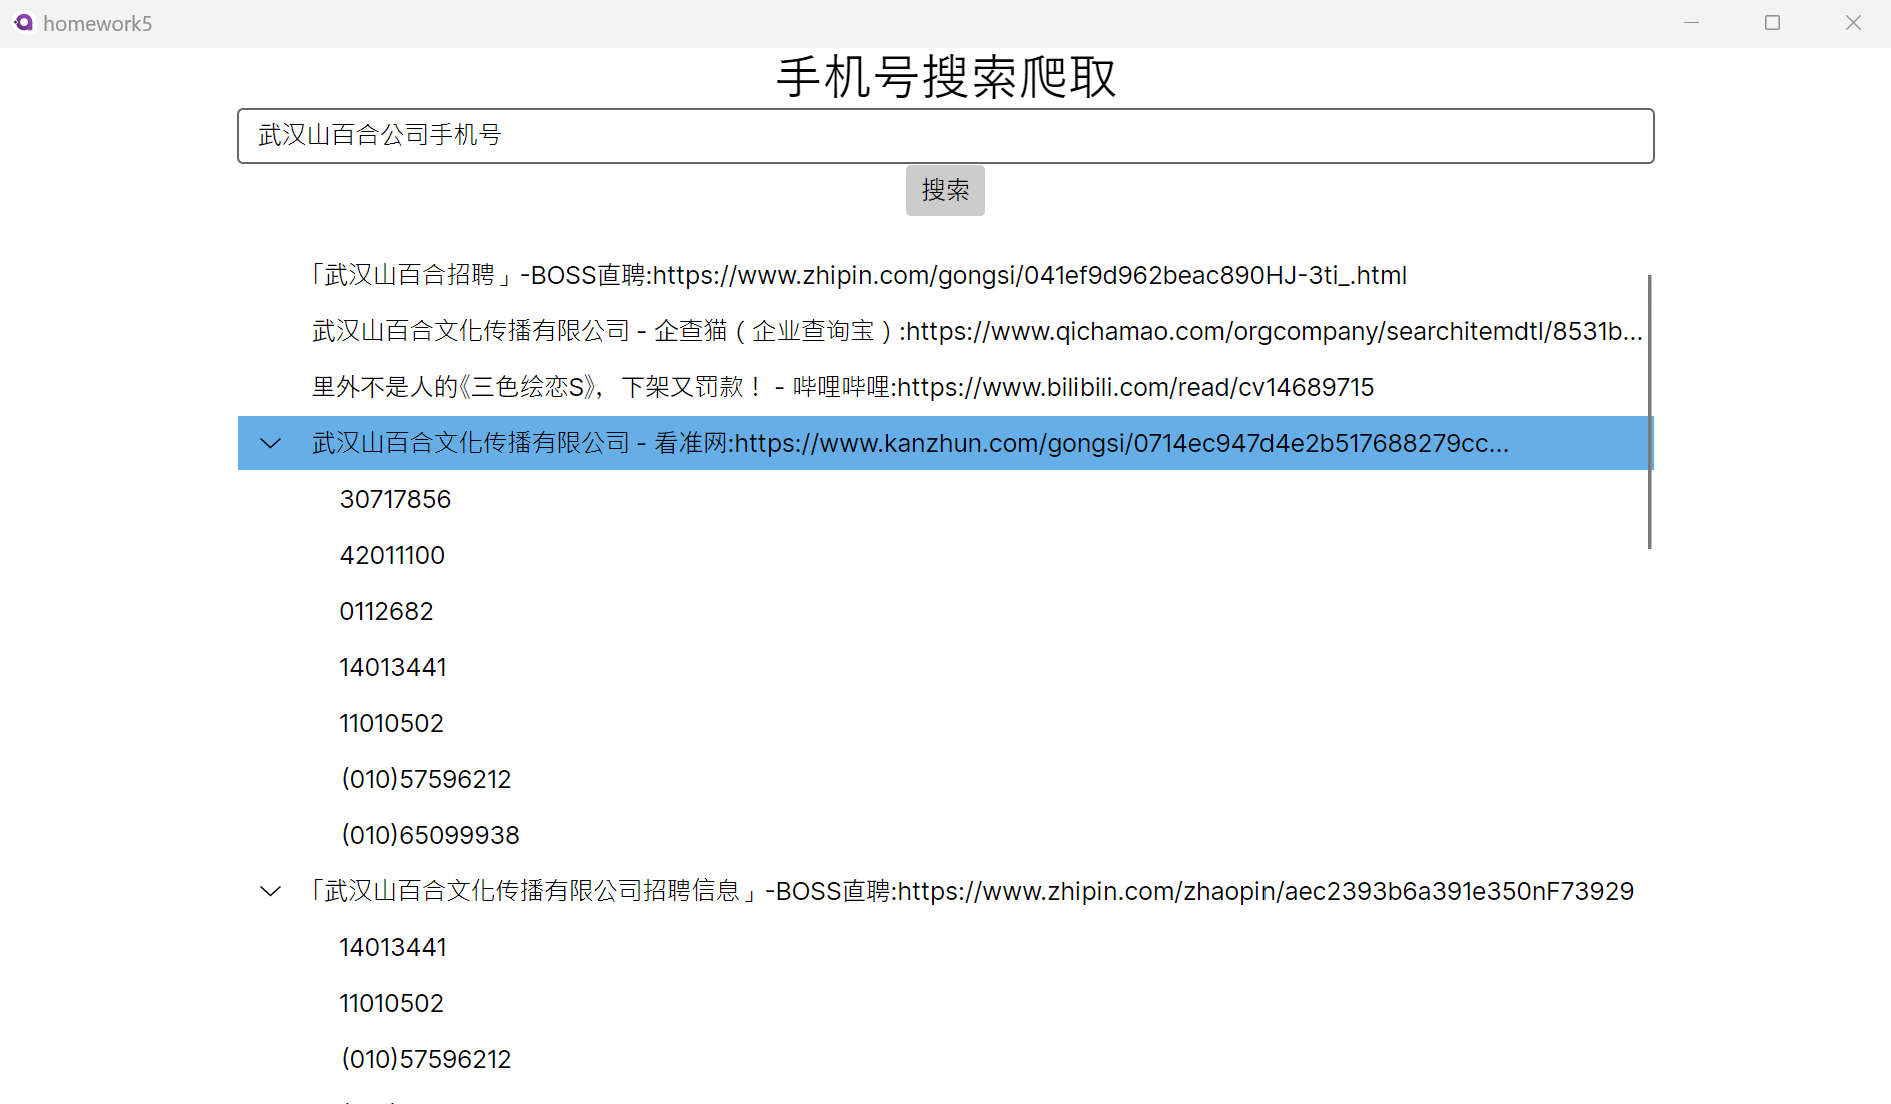 homework5
手机号搜索爬取
武汉山百合公司手机号
搜索
「武汉山百合招聘」-BOSS直聘:https://www.zhipin.com/gongsi/041ef9d962beac890HJ-3ti_.html
武汉山百合文化传播有限公司 - 企查猫（企业查询宝）:https://www.qichamao.com/orgcompany/searchitemdtl/8531b...
里外不是人的《三色绘恋S》，下架又罚款！ - 哔哩哔哩:https://www.bilibili.com/read/cv14689715
武汉山百合文化传播有限公司 - 看准网:https://www.kanzhun.com/gongsi/0714ec947d4e2b517688279cc...
30717856
42011100
0112682
14013441
11010502
(010)57596212
(010)65099938
「武汉山百合文化传播有限公司招聘信息」-BOSS直聘:https://www.zhipin.com/zhaopin/aec2393b6a391e350nF73929
14013441
11010502
(010)57596212